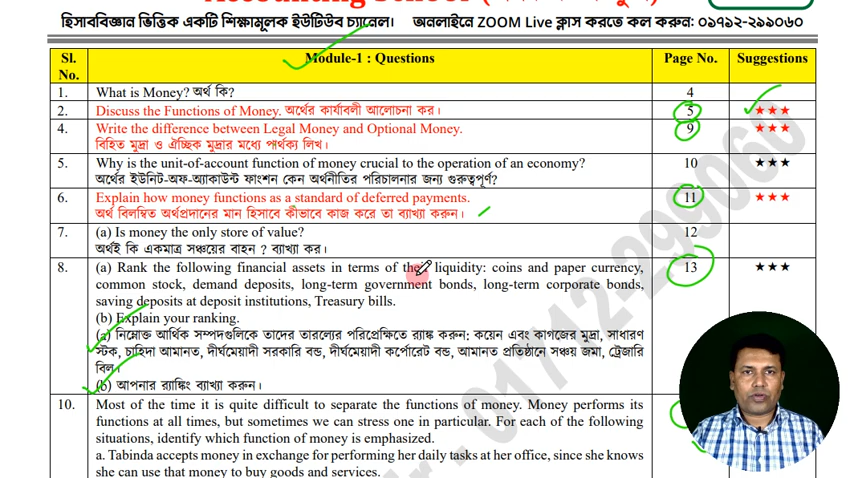 হিসাববিজ্ঞান ভিত্তিক একটি শিক্ষামূলক ইউটিউব চ্যানেল। অনলাইনে ZOOM Live ক্লাস করতে কল করুন: ০১৭১২-২৯৯০৬০
Sl. No. Module-1 : Questions Page No. Suggestions
1. What is Money? অর্থ কি? 4
2. Discuss the Functions of Money. অর্থের কার্যাবলী আলোচনা কর। 5 ★★★
4. Write the difference between Legal Money and Optional Money. 9 ★★★
বিহিত মুদ্রা ও ঐচ্ছিক মুদ্রার মধ্যে পার্থক্য লিখ।
5. Why is the unit-of-account function of money crucial to the operation of an economy? 10 ★★★
অর্থের ইউনিট-অফ-অ্যাকাউন্ট ফাংশন কেন অর্থনীতির পরিচালনার জন্য গুরুত্বপূর্ণ?
6. Explain how money functions as a standard of deferred payments. 11 ★★★
অর্থ বিলম্বিত অর্থপ্রদানের মান হিসাবে কীভাবে কাজ করে তা ব্যাখ্যা করুন।
7. (a) Is money the only store of value? 12
অর্থই কি একমাত্র সঞ্চয়ের বাহন ? ব্যাখ্যা কর।
8. (a) Rank the following financial assets in terms of their liquidity: coins and paper currency, 13 ★★★
common stock, demand deposits, long-term government bonds, long-term corporate bonds,
saving deposits at deposit institutions, Treasury bills.
(b) Explain your ranking.
(a) নিম্নোক্ত আর্থিক সম্পদগুলিকে তাদের তারল্যের পরিপ্রেক্ষিতে র‍্যাঙ্ক করুন: কয়েন এবং কাগজের মুদ্রা, সাধারণ
স্টক, চাহিদা আমানত, দীর্ঘমেয়াদী সরকারি বন্ড, দীর্ঘমেয়াদী কর্পোরেট বন্ড, আমানত প্রতিষ্ঠানে সঞ্চয় জমা, ট্রেজারি
বিল।
(b) আপনার র‍্যাঙ্কিং ব্যাখ্যা করুন।
10. Most of the time it is quite difficult to separate the functions of money. Money performs its
functions at all times, but sometimes we can stress one in particular. For each of the following
situations, identify which function of money is emphasized.
a. Tabinda accepts money in exchange for performing her daily tasks at her office, since she knows
she can use that money to buy goods and services.
01712-299060